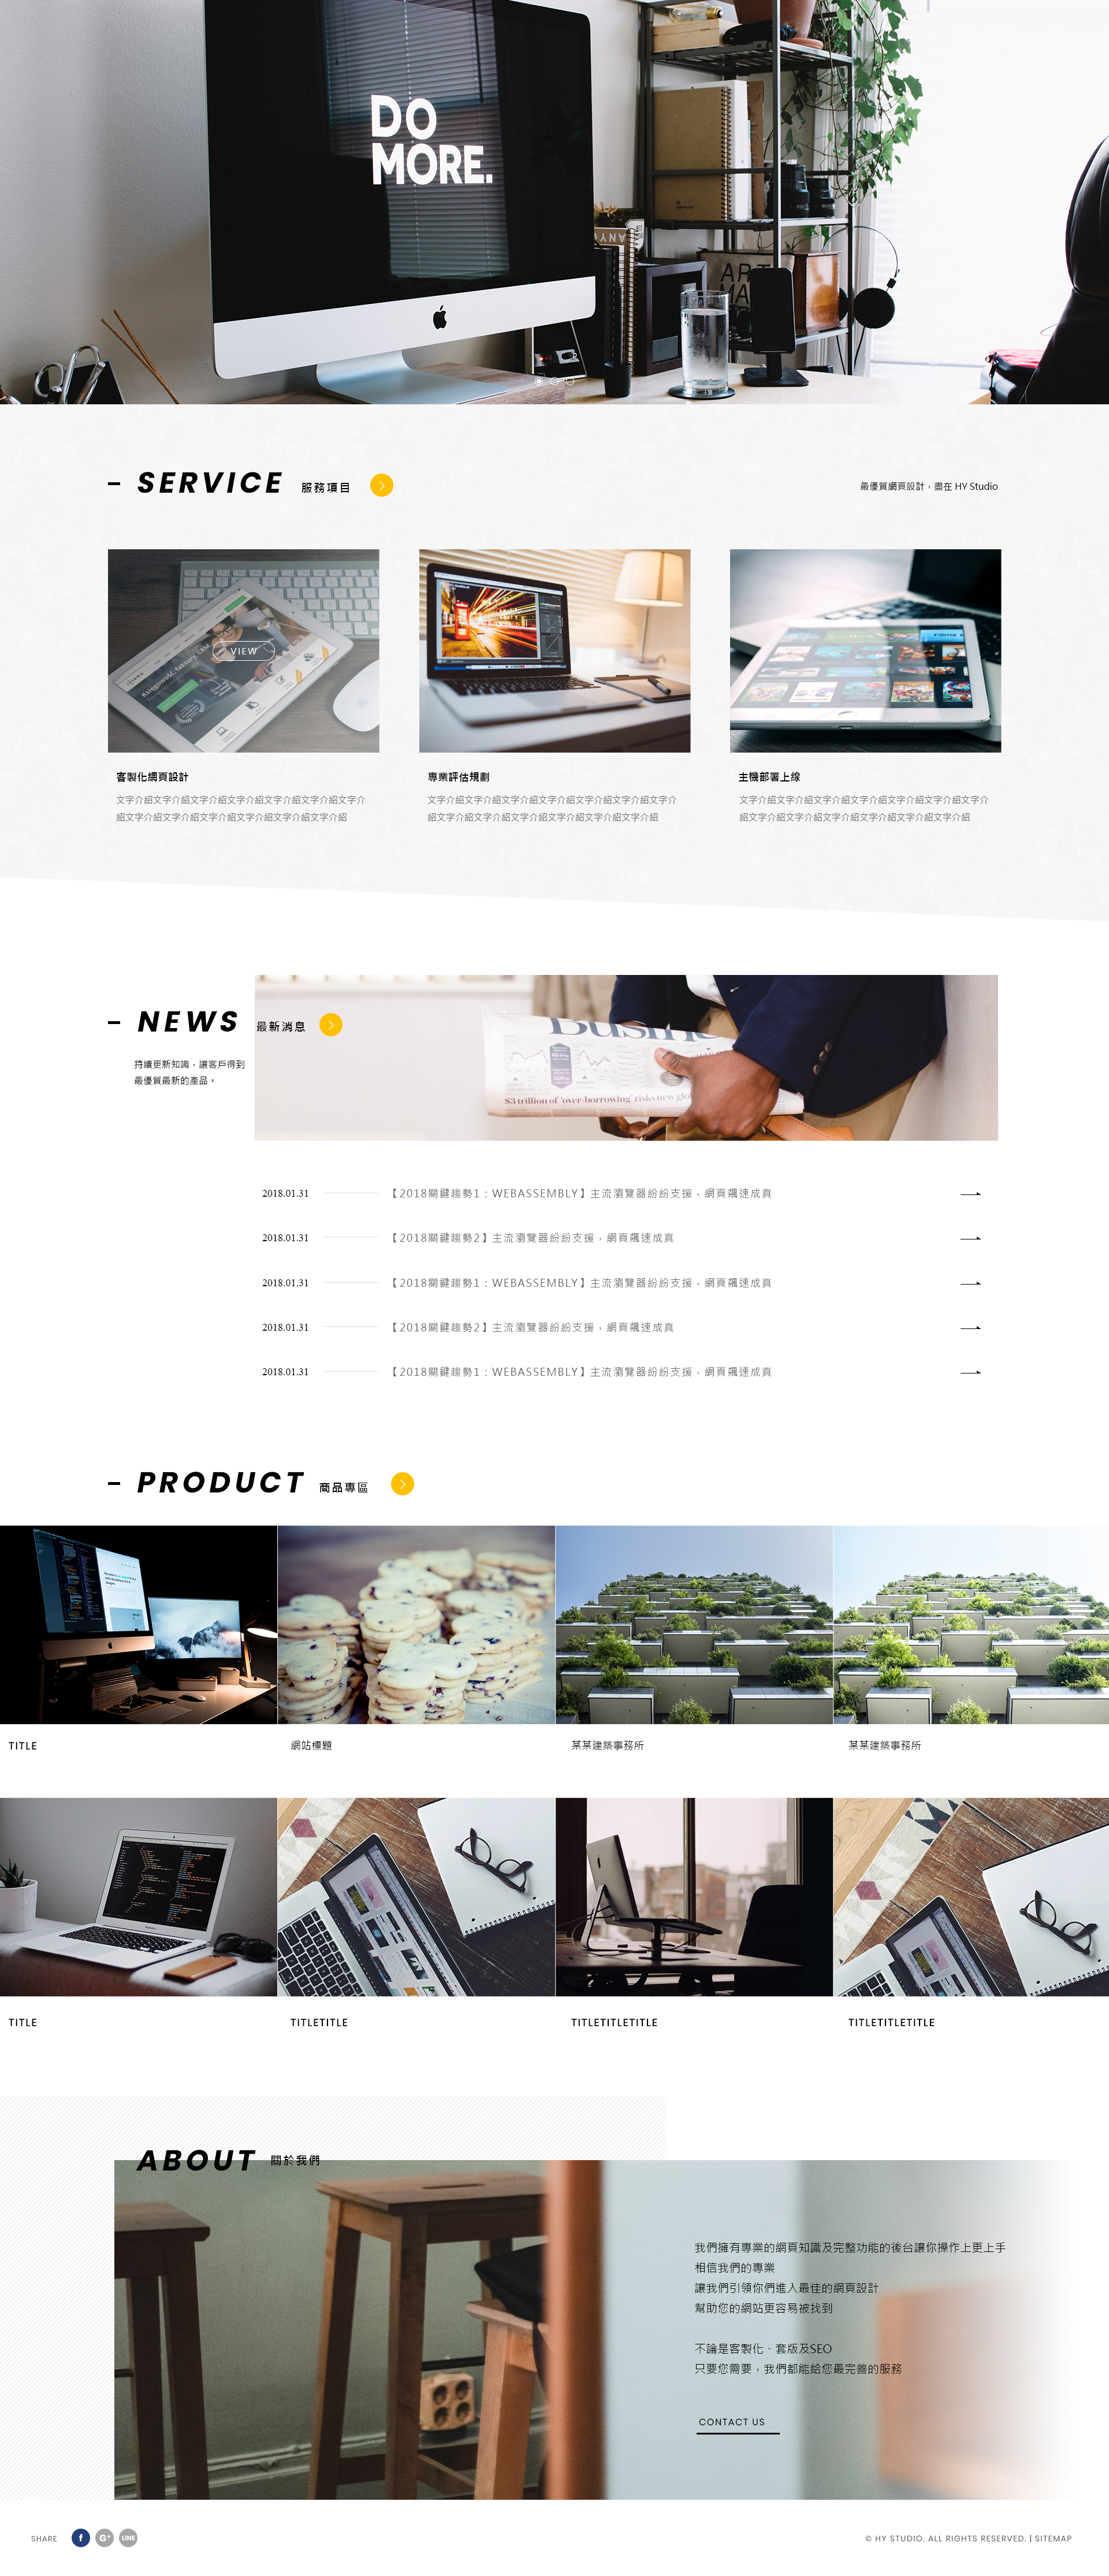 DO
MORE.
SERVICE 服務項目
最優質網頁設計，盡在 HY Studio
VIEW
客製化網頁設計
文字介紹文字介紹文字介紹文字介紹文字介紹文字介紹文字介
紹文字介紹文字介紹文字介紹文字介紹文字介紹文字介紹
專業評估規劃
文字介紹文字介紹文字介紹文字介紹文字介紹文字介紹文字介
紹文字介紹文字介紹文字介紹文字介紹文字介紹文字介紹
主機部署上線
文字介紹文字介紹文字介紹文字介紹文字介紹文字介紹文字介
紹文字介紹文字介紹文字介紹文字介紹文字介紹文字介紹
NEWS 最新消息
持續更新知識，讓客戶得到
最優質最新的產品。
Busin
$3 trillion of 'over-borrowing' risks new glo
2018.01.31 【2018關鍵趨勢1：WEBASSEMBLY】主流瀏覽器紛紛支援，網頁飆速成真
2018.01.31 【2018關鍵趨勢2】主流瀏覽器紛紛支援，網頁飆速成真
2018.01.31 【2018關鍵趨勢1：WEBASSEMBLY】主流瀏覽器紛紛支援，網頁飆速成真
2018.01.31 【2018關鍵趨勢2】主流瀏覽器紛紛支援，網頁飆速成真
2018.01.31 【2018關鍵趨勢1：WEBASSEMBLY】主流瀏覽器紛紛支援，網頁飆速成真
PRODUCT 商品專區
TITLE
網站標題
某某建築事務所
某某建築事務所
TITLE
TITLETITLE
TITLETITLETITLE
TITLETITLETITLE
ABOUT 關於我們
我們擁有專業的網頁知識及完整功能的後台讓你操作上更上手
相信我們的專業
讓我們引領你們進入最佳的網頁設計
幫助您的網站更容易被找到
不論是客製化、套版及SEO
只要您需要，我們都能給您最完善的服務
CONTACT US
SHARE f G+ LINE
© HY STUDIO. ALL RIGHTS RESERVED. | SITEMAP